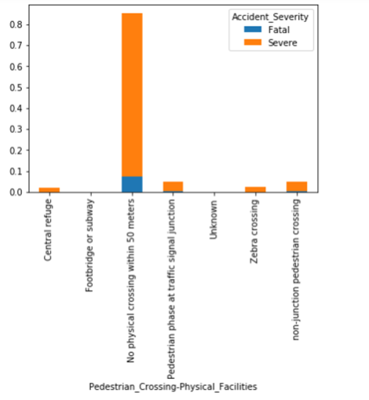 Accident_Severity
Fatal
Severe
0.8
0.7
0.6
0.5
0.4
0.3
0.2
0.1
0.0
Central refuge
Footbridge or subway
No physical crossing within 50 meters
Pedestrian phase at traffic signal junction
Unknown
Zebra crossing
non-junction pedestrian crossing
Pedestrian_Crossing-Physical_Facilities